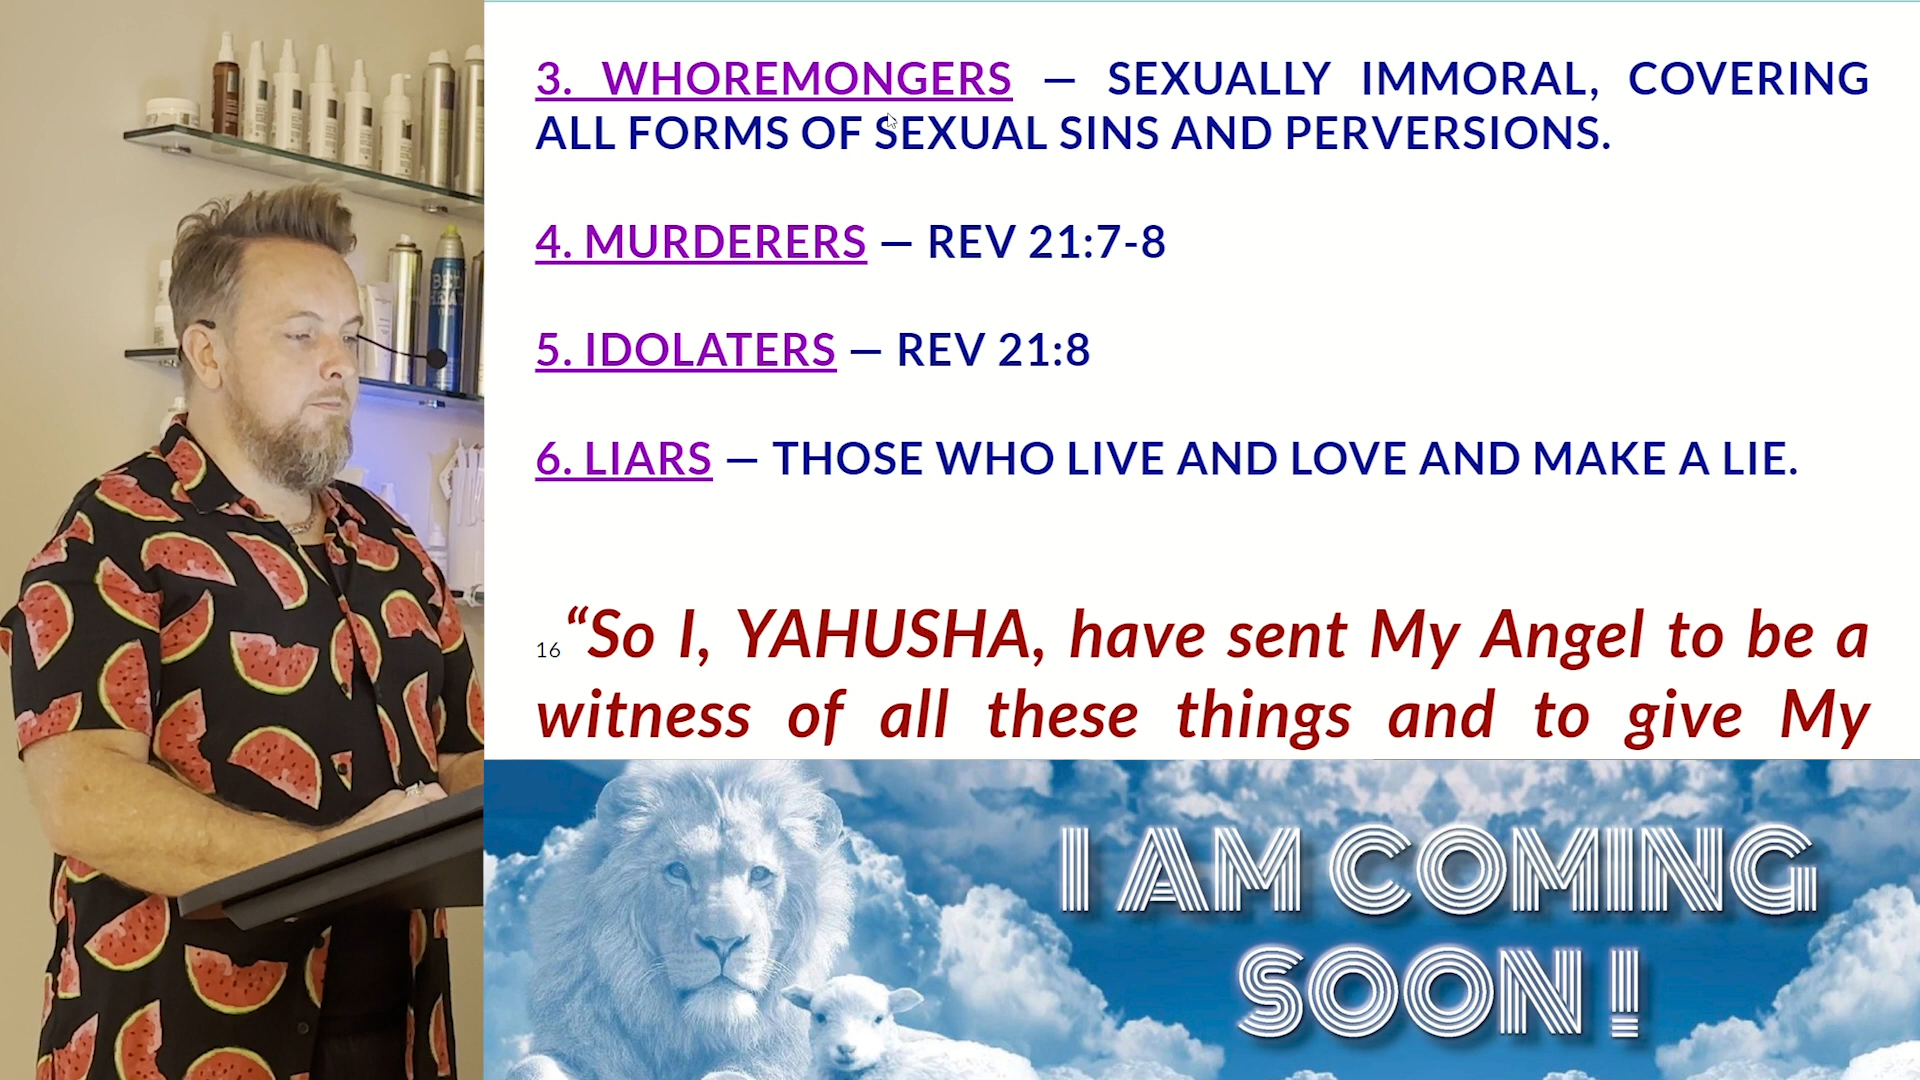 3. WHOREMONGERS — SEXUALLY IMMORAL, COVERING
ALL FORMS OF SEXUAL SINS AND PERVERSIONS.
4. MURDERERS — REV 21:7-8
5. IDOLATERS — REV 21:8
6. LIARS — THOSE WHO LIVE AND LOVE AND MAKE A LIE.
16 “So I, YAHUSHA, have sent My Angel to be a
witness of all these things and to give My
I AM COMING
SOON !
BED
HEAD